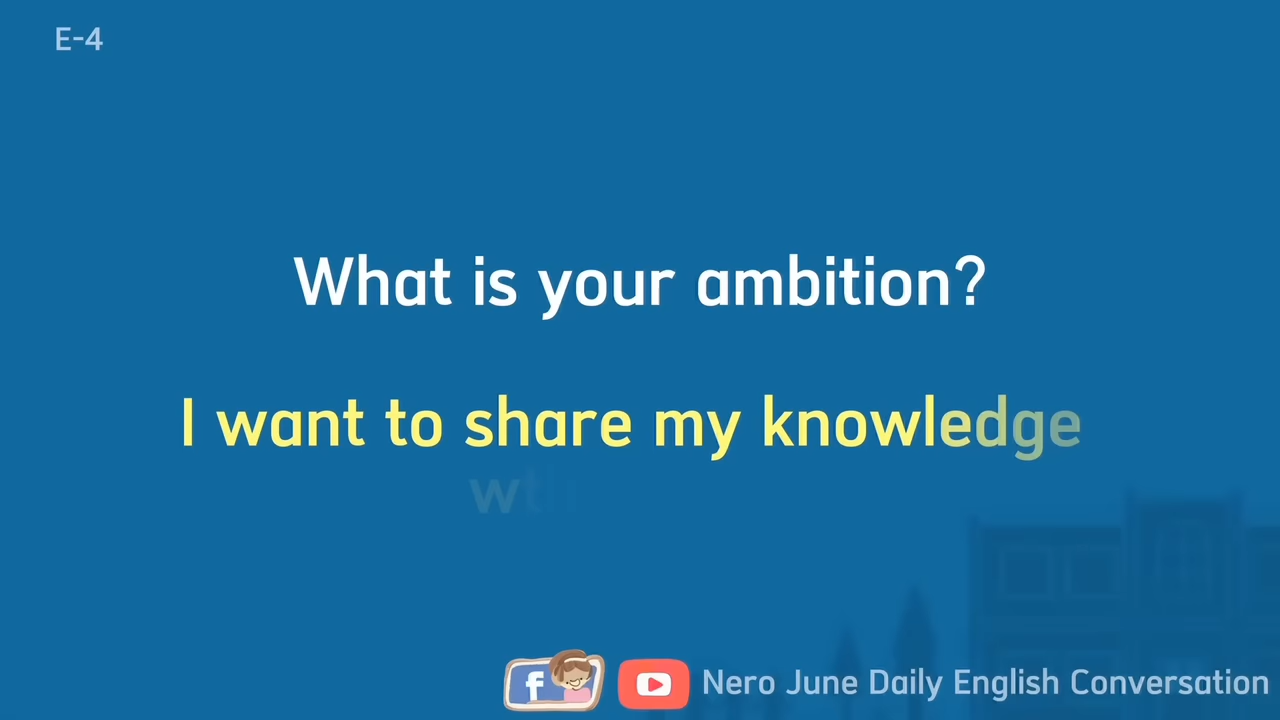 E-4
What is your ambition?
I want to share my knowledge
Nero June Daily English Conversation